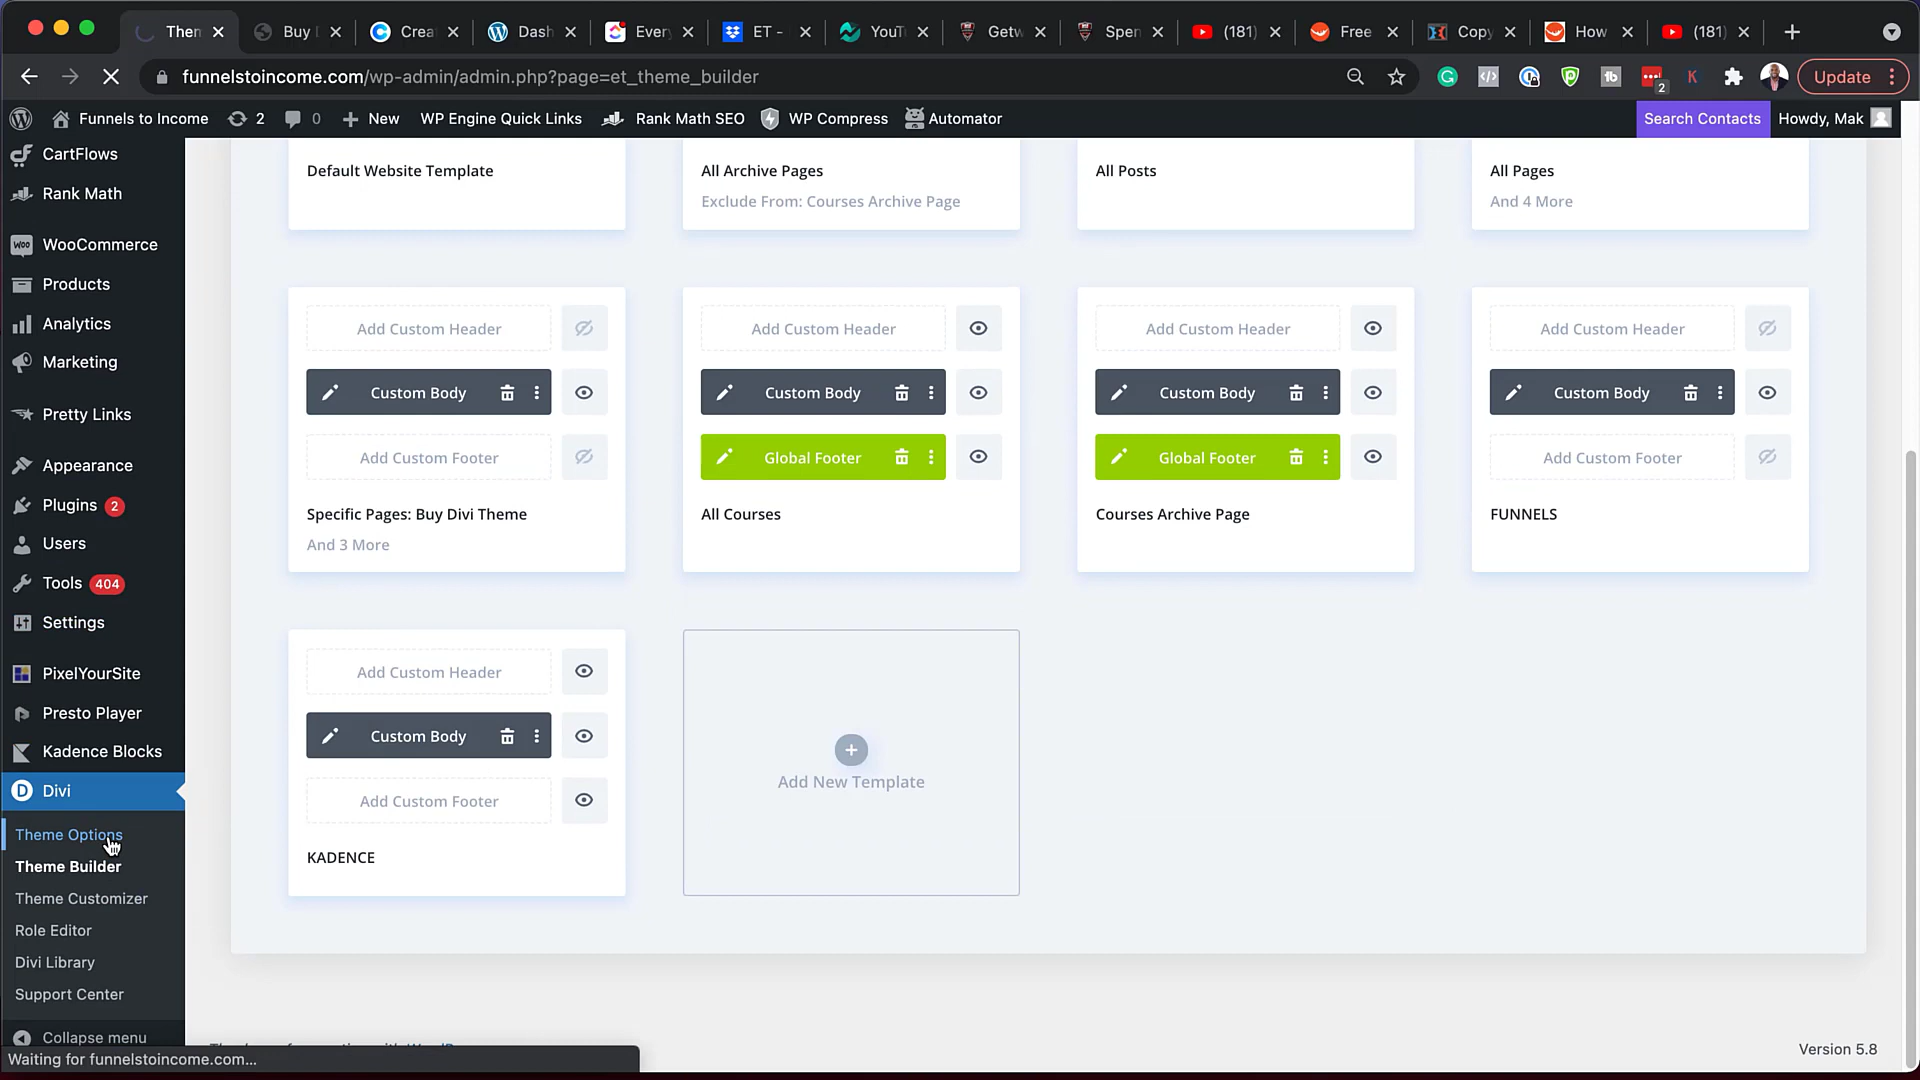 Then
Buy I
Crea
Dash
Every
ET -
YouT
Getw
Sper
(181)
Free
Copy
How
(181)
funnelstoincome.com/wp-admin/admin.php?page=et_theme_builder
2
Update
Funnels to Income
2
0
New
WP Engine Quick Links
Rank Math SEO
WP Compress
Automator
Search Contacts
Howdy, Mak
CartFlows
Rank Math
WooCommerce
Products
Analytics
Marketing
Pretty Links
Appearance
Plugins 2
Users
Tools 404
Settings
PixelYourSite
Presto Player
Kadence Blocks
Divi
Theme Options
Theme Builder
Theme Customizer
Role Editor
Divi Library
Support Center
Collapse menu
Default Website Template
All Archive Pages
Exclude From: Courses Archive Page
All Posts
All Pages
And 4 More
Add Custom Header
Custom Body
Add Custom Footer
Specific Pages: Buy Divi Theme
And 3 More
Add Custom Header
Custom Body
Global Footer
All Courses
Add Custom Header
Custom Body
Global Footer
Courses Archive Page
Add Custom Header
Custom Body
Add Custom Footer
FUNNELS
Add Custom Header
Custom Body
Add Custom Footer
KADENCE
Add New Template
Version 5.8
Waiting for funnelstoincome.com...